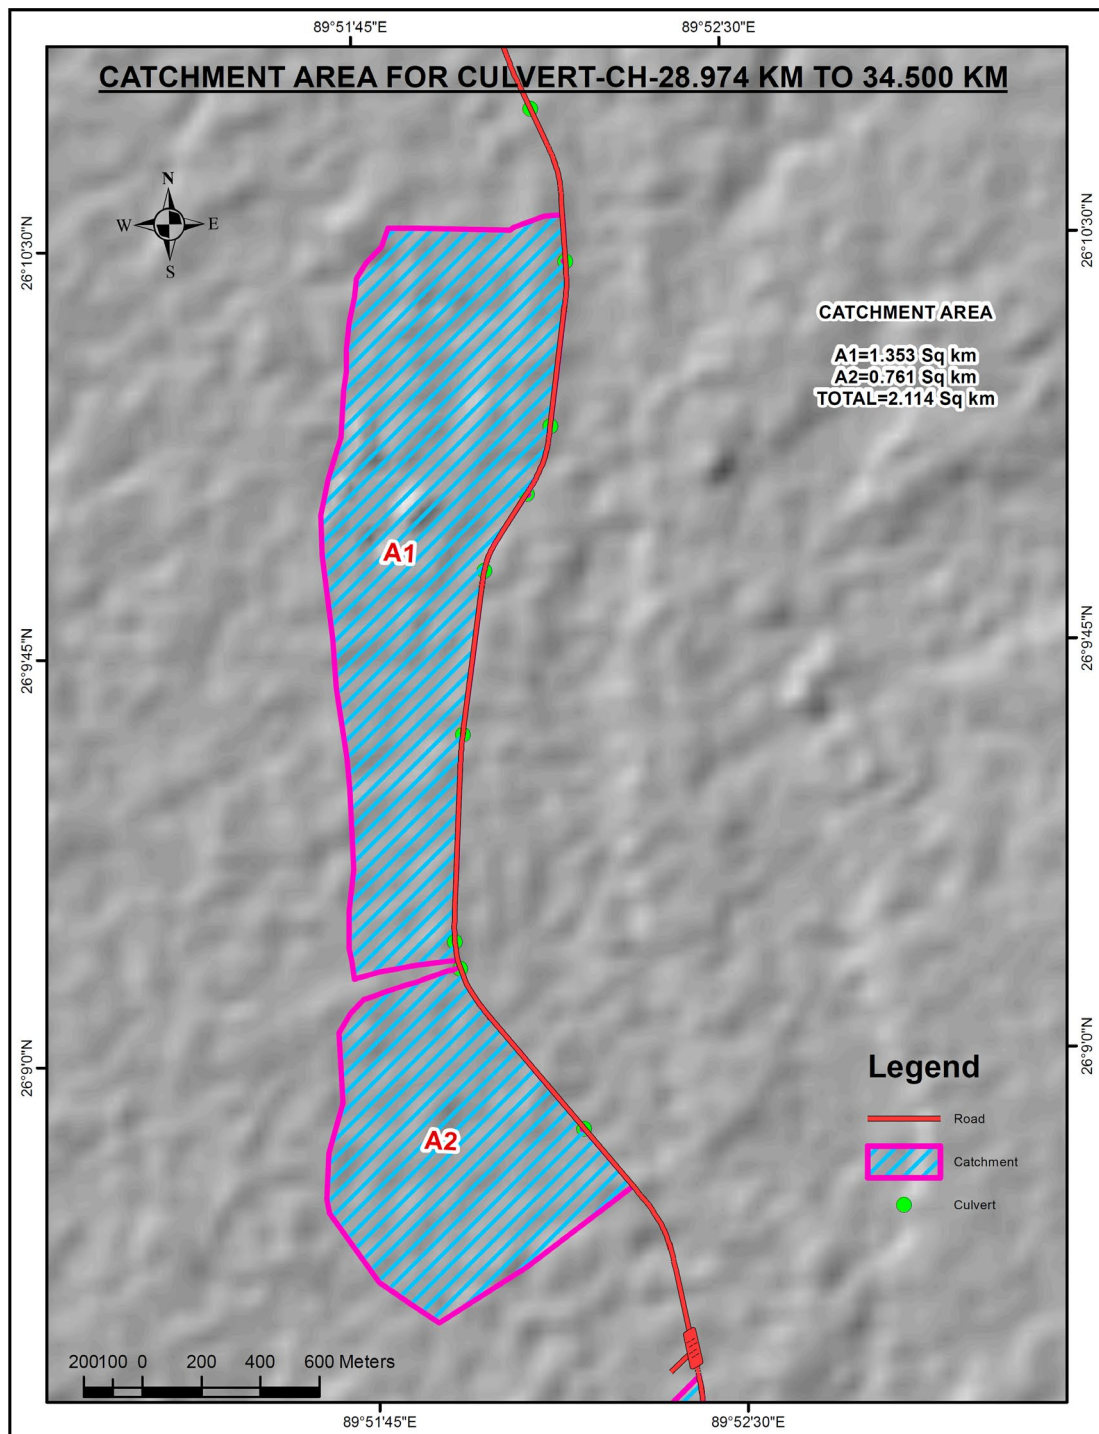 89°51'45"E
89°52'30"E
CATCHMENT AREA FOR CULVERT-CH-28.974 KM TO 34.500 KM
N
W
E
S
26°10'30"N
26°10'30"N
CATCHMENT AREA
A1=1.353 Sq km
A2=0.761 Sq km
TOTAL=2.114 Sq km
A1
26°9'45"N
26°9'45"N
26°9'0"N
26°9'0"N
Legend
Road
Catchment
Culvert
A2
200100 0 200 400 600 Meters
89°51'45"E
89°52'30"E